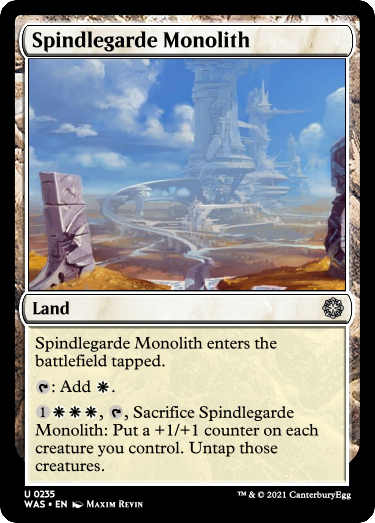 Spindlegarde Monolith
Land
Spindlegarde Monolith enters the
battlefield tapped.
: Add .
1, , Sacrifice Spindlegarde
Monolith: Put a +1/+1 counter on each
creature you control. Untap those
creatures.
U 0235
WAS • EN Maxim Revin
™ & © 2021 CanterburyEgg